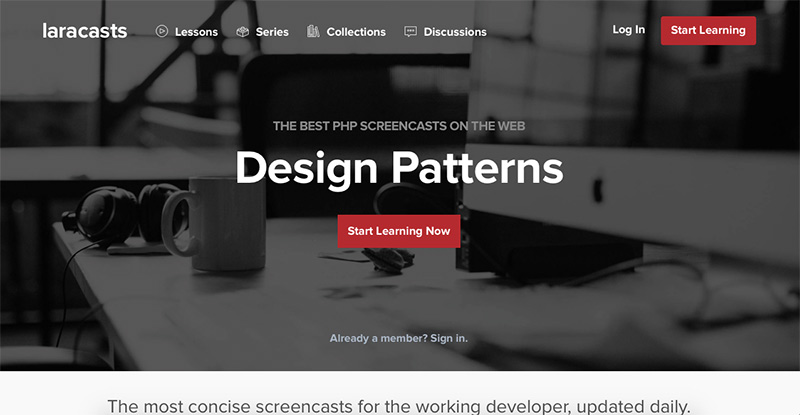 laracasts
Lessons
Series
Collections
Discussions
Log In
Start Learning
THE BEST PHP SCREENCASTS ON THE WEB
Design Patterns
Start Learning Now
Already a member? Sign in.
The most concise screencasts for the working developer, updated daily.